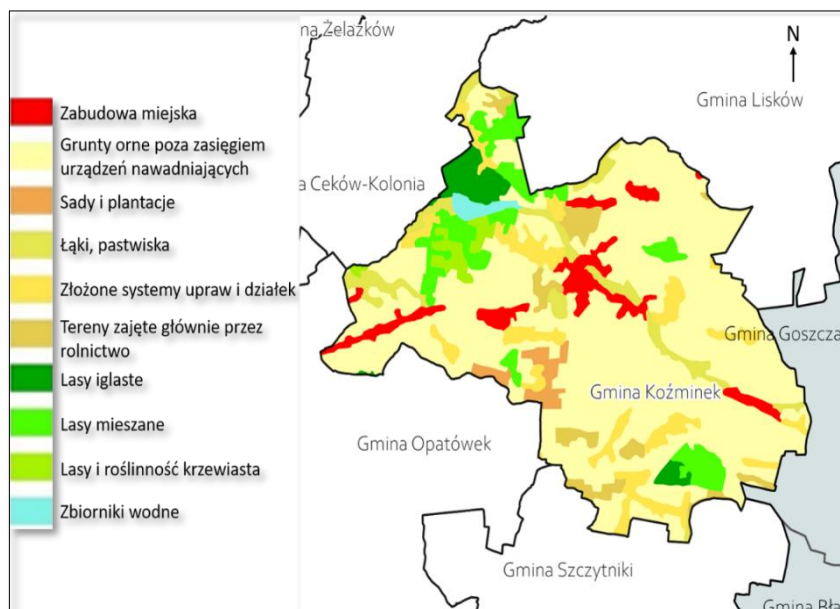 Zabudowa miejska
Grunty orne poza zasięgiem
urządzeń nawadniających
Sady i plantacje
Łąki, pastwiska
Złożone systemy upraw i działek
Tereny zajęte głównie przez
rolnictwo
Lasy iglaste
Lasy mieszane
Lasy i roślinność krzewiasta
Zbiorniki wodne
na Żelazków
N
Gmina Lisków
a Ceków-Kolonia
Gmina Goszcza
Gmina Koźminek
Gmina Opatówek
Gmina Szczytniki
Gmina Bła